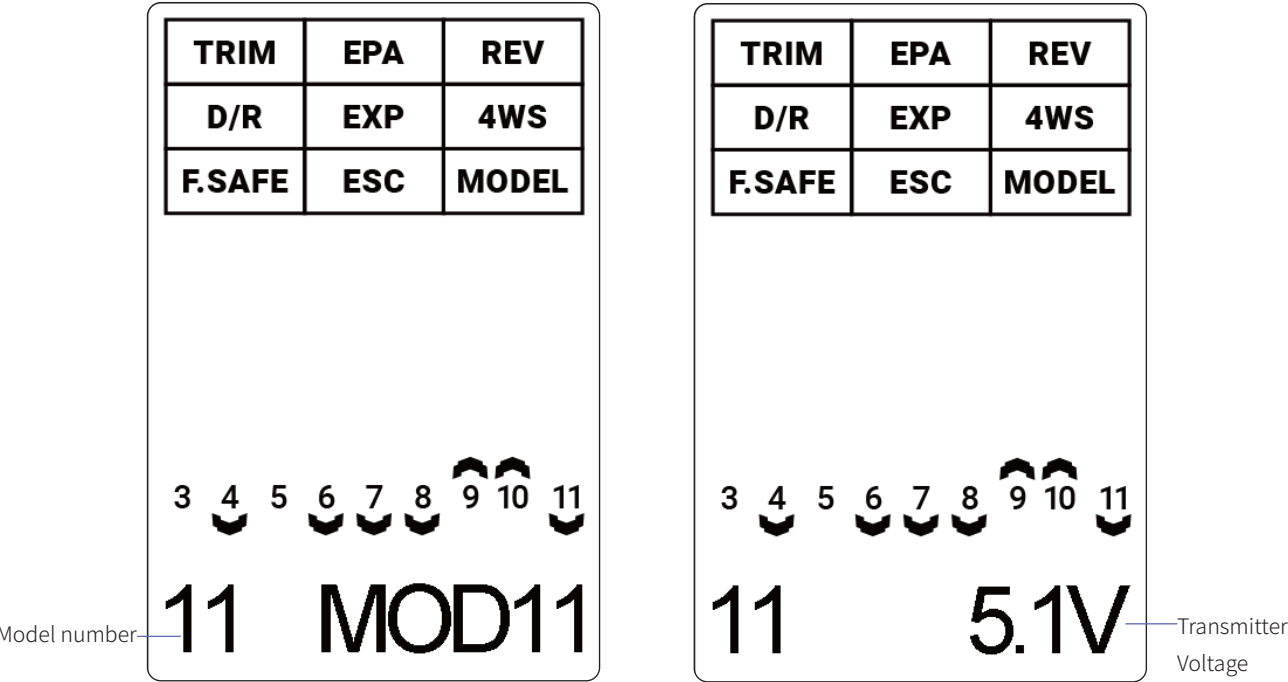 TRIM EPA REV
D/R EXP 4WS
F.SAFE ESC MODEL
3 4 5 6 7 8 9 10 11
11 MOD11
Model number
TRIM EPA REV
D/R EXP 4WS
F.SAFE ESC MODEL
3 4 5 6 7 8 9 10 11
11 5.1V
Transmitter
Voltage